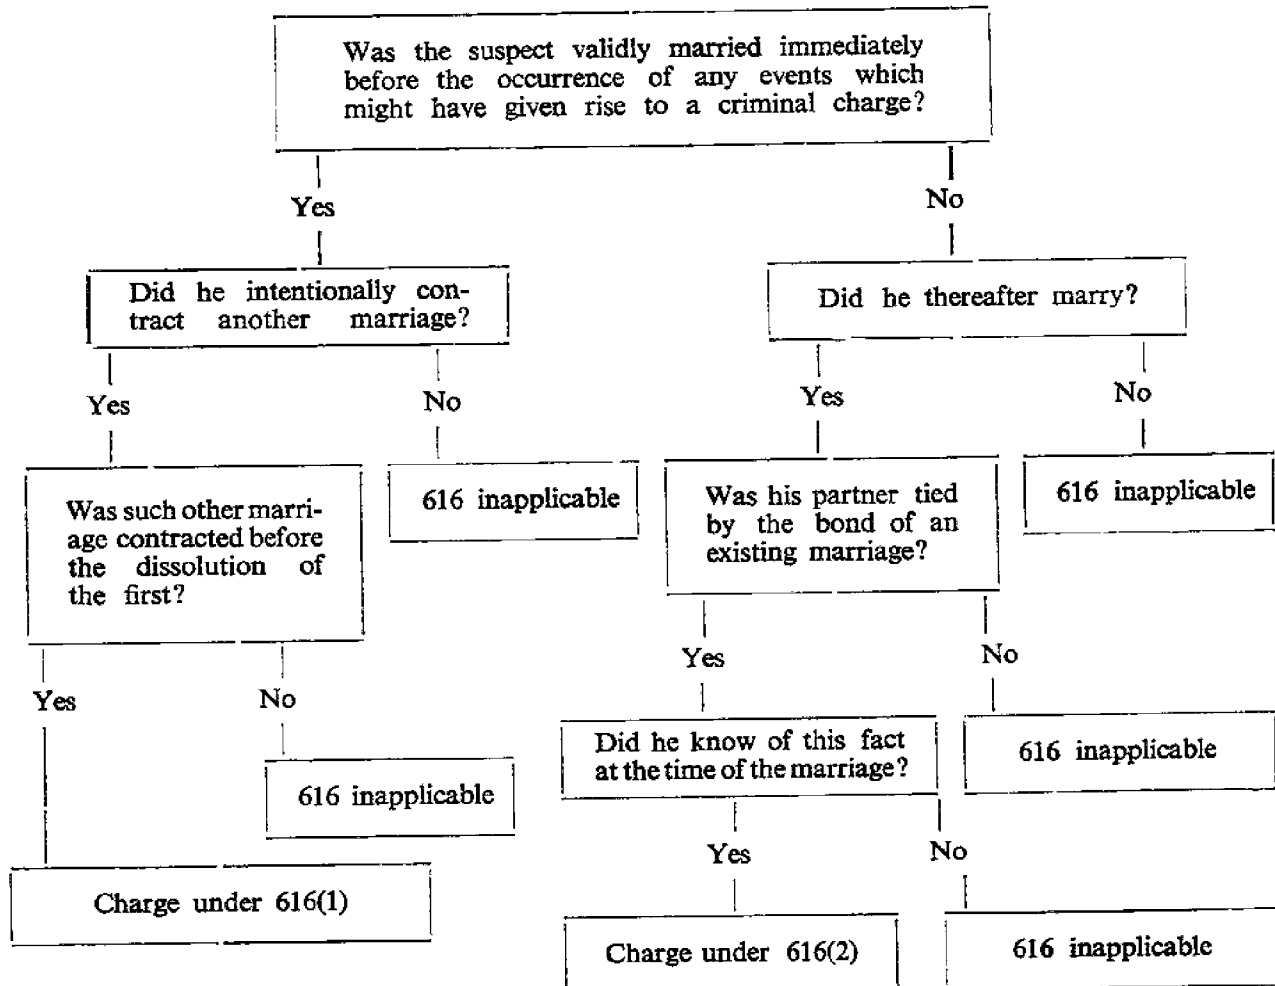 Was the suspect validly married immediately
before the occurrence of any events which
might have given rise to a criminal charge?
Yes
No
Did he intentionally con-
tract another marriage?
Did he thereafter marry?
Yes
No
Yes
No
Was such other marri-
age contracted before
the dissolution of
the first?
616 inapplicable
Was his partner tied
by the bond of an
existing marriage?
616 inapplicable
Yes
No
Yes
No
616 inapplicable
Did he know of this fact
at the time of the marriage?
616 inapplicable
Yes
No
Charge under 616(1)
Charge under 616(2)
616 inapplicable